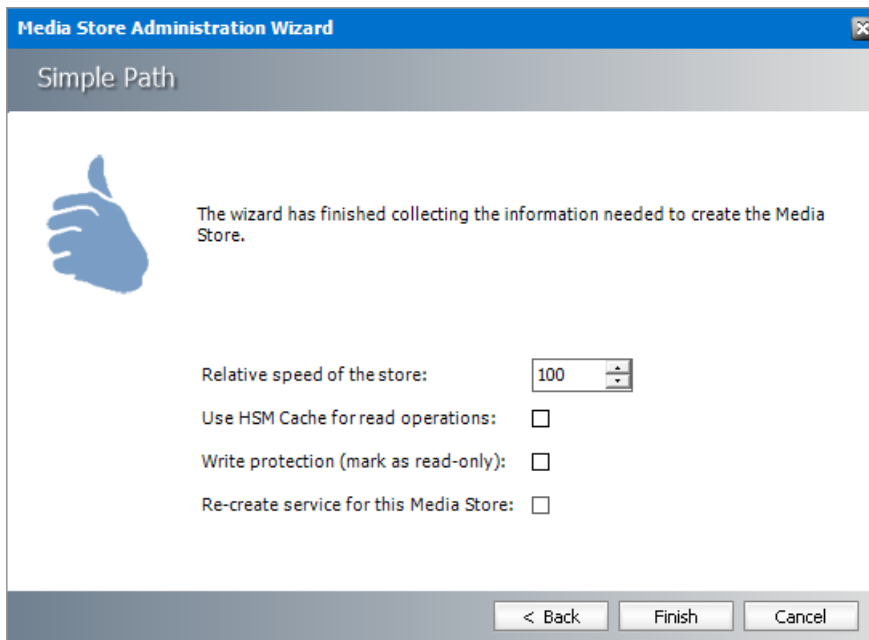 Media Store Administration Wizard
Simple Path
The wizard has finished collecting the information needed to create the Media
Store.
Relative speed of the store:
100
Use HSM Cache for read operations:
Write protection (mark as read-only):
Re-create service for this Media Store:
< Back
Finish
Cancel